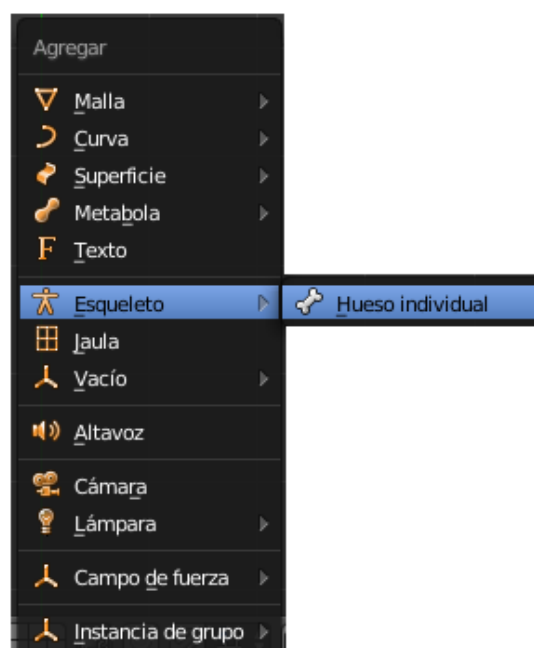 Agregar
Malla
Curva
Superficie
Metabola
Texto
Esqueleto
Hueso individual
Jaula
Vacío
Altavoz
Cámara
Lámpara
Campo de fuerza
Instancia de grupo